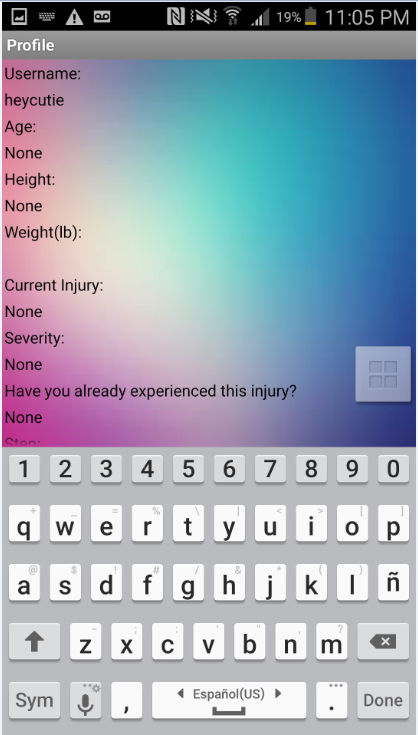 19% 11:05 PM
Profile
Username:
heycutie
Age:
None
Height:
None
Weight(lb):
Current Injury:
None
Severity:
None
Have you already experienced this injury?
None
Step:
1 2 3 4 5 6 7 8 9 0
+ _ = % \ | < > [ ]
q w e r t y u i o p
@ $ ! # / & * ( )
a s d f g h j k l ñ
- ; : ' " , ?
z x c v b n m
Sym , Español(US) . Done